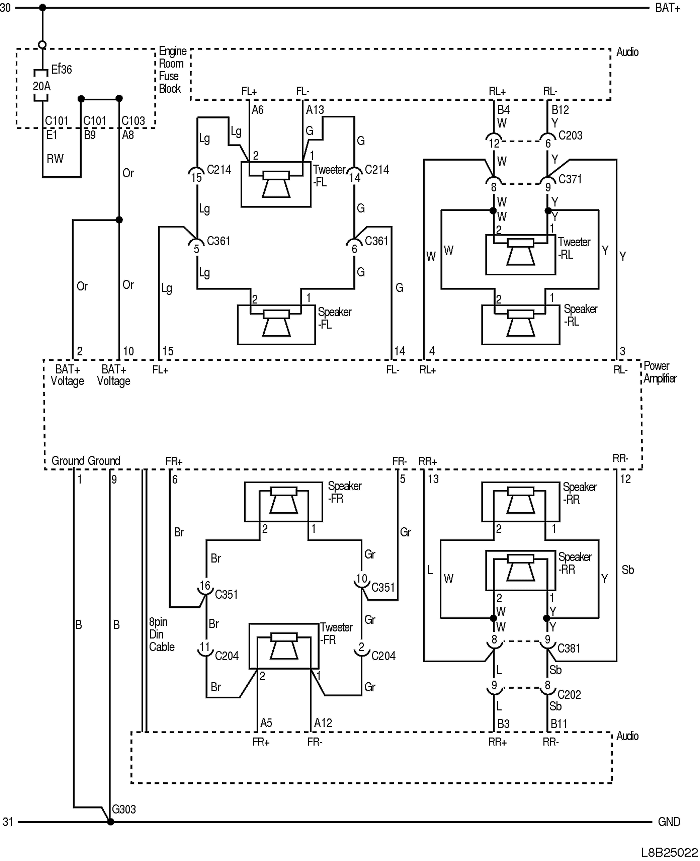 30 BAT+
Engine
Room
Fuse
Block
Audio
Ef36
20A
FL+ FL- RL+ RL-
C101 C101 C103
E1 B9 A8
A6 A13 B4 B12
W Y
C203
12 6
RW
Or
Lg Lg G G
2 1
W Y
C214 Tweeter C214
-FL
15 14
C371
8 9
Lg G
W Y
W Y
2 1
C361 C361
5 6
Tweeter
-RL
W W Y Y
Lg G
Or Or
Lg G
2 1
2 1
Speaker
-FL
Speaker
-RL
2 10 15 14 4 3
BAT+
Voltage
BAT+
Voltage
FL+ FL- RL+ RL-
Power
Amplifier
Ground Ground FR+ FR- RR+ RR-
1 9 6 5 13 12
Speaker
-FR
Speaker
-RR
2 1
2 1
Br Gr
Br Gr
Speaker
-RR
L W Y Sb
16 C351 10 C351
2 1
W Y
W Y
B B
8pin
Din
Cable
Br Gr
Tweeter
-FR
11 C204 2 C204
8 9 C381
L Sb
Br Gr
2 1
9 8 C202
L Sb
A5 A12 B3 B11
FR+ FR- RR+ RR-
Audio
G303
31 GND
L8B25022